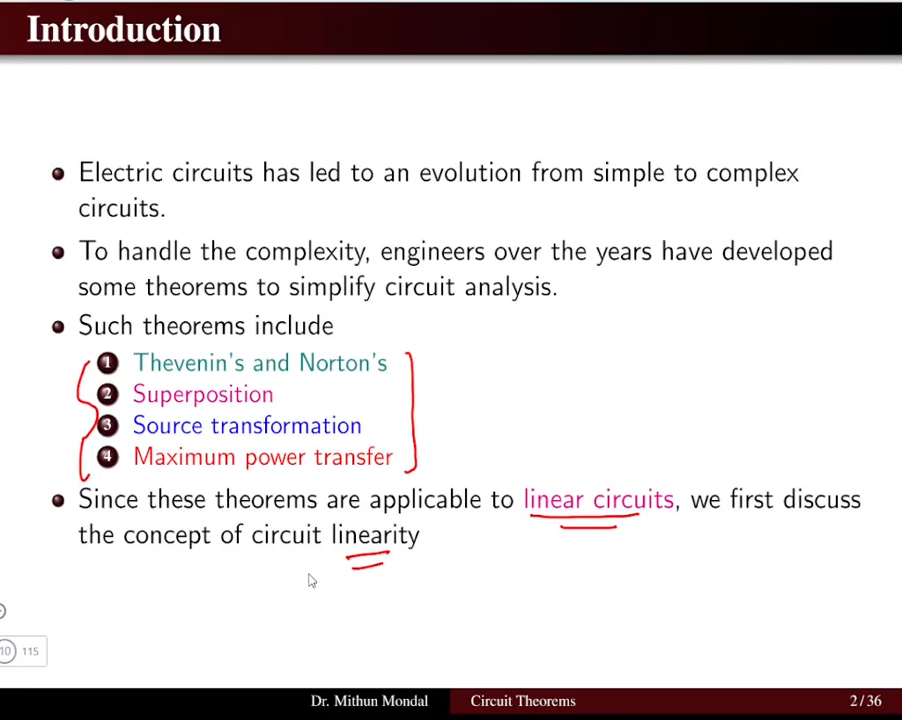 Introduction
Electric circuits has led to an evolution from simple to complex
circuits.
To handle the complexity, engineers over the years have developed
some theorems to simplify circuit analysis.
Such theorems include
1 Thevenin's and Norton's
2 Superposition
3 Source transformation
4 Maximum power transfer
Since these theorems are applicable to linear circuits, we first discuss
the concept of circuit linearity
10 115
Dr. Mithun Mondal Circuit Theorems 2 / 36